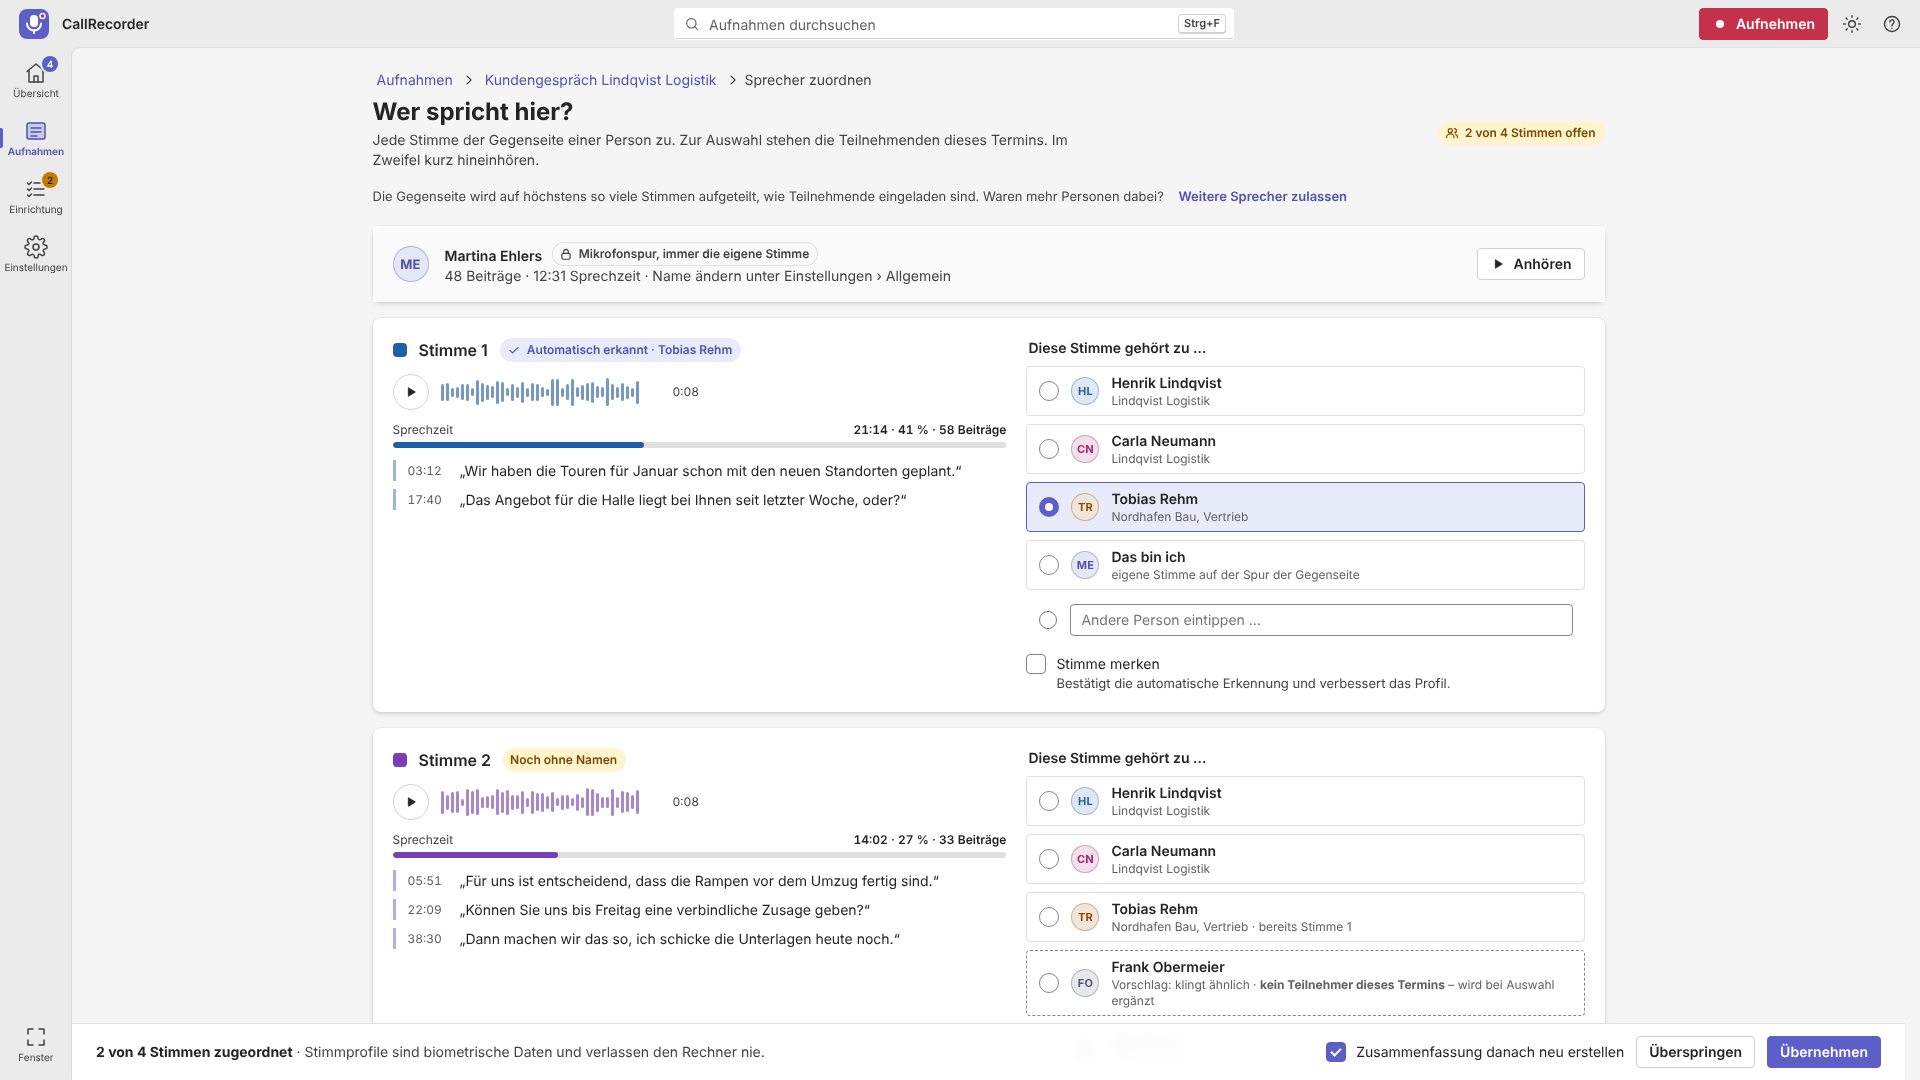 CallRecorder
Aufnahmen durchsuchen
Strg+F
Aufnehmen
4
Übersicht
Aufnahmen
2
Einrichtung
Einstellungen
Fenster
Aufnahmen > Kundengespräch Lindqvist Logistik > Sprecher zuordnen
Wer spricht hier?
Jede Stimme der Gegenseite einer Person zu. Zur Auswahl stehen die Teilnehmenden dieses Termins. Im
Zweifel kurz hineinhören.
2 von 4 Stimmen offen
Die Gegenseite wird auf höchstens so viele Stimmen aufgeteilt, wie Teilnehmende eingeladen sind. Waren mehr Personen dabei? Weitere Sprecher zulassen
ME
Martina Ehlers
Mikrofonspur, immer die eigene Stimme
48 Beiträge · 12:31 Sprechzeit · Name ändern unter Einstellungen › Allgemein
Anhören
Stimme 1
Automatisch erkannt · Tobias Rehm
0:08
Sprechzeit
21:14 · 41 % · 58 Beiträge
03:12 „Wir haben die Touren für Januar schon mit den neuen Standorten geplant.“
17:40 „Das Angebot für die Halle liegt bei Ihnen seit letzter Woche, oder?“
Diese Stimme gehört zu ...
HL
Henrik Lindqvist
Lindqvist Logistik
CN
Carla Neumann
Lindqvist Logistik
TR
Tobias Rehm
Nordhafen Bau, Vertrieb
ME
Das bin ich
eigene Stimme auf der Spur der Gegenseite
Andere Person eintippen ...
Stimme merken
Bestätigt die automatische Erkennung und verbessert das Profil.
Stimme 2
Noch ohne Namen
0:08
Sprechzeit
14:02 · 27 % · 33 Beiträge
05:51 „Für uns ist entscheidend, dass die Rampen vor dem Umzug fertig sind.“
22:09 „Können Sie uns bis Freitag eine verbindliche Zusage geben?“
38:30 „Dann machen wir das so, ich schicke die Unterlagen heute noch.“
Diese Stimme gehört zu ...
HL
Henrik Lindqvist
Lindqvist Logistik
CN
Carla Neumann
Lindqvist Logistik
TR
Tobias Rehm
Nordhafen Bau, Vertrieb · bereits Stimme 1
FO
Frank Obermeier
Vorschlag: klingt ähnlich · kein Teilnehmer dieses Termins – wird bei Auswahl
ergänzt
2 von 4 Stimmen zugeordnet · Stimmprofile sind biometrische Daten und verlassen den Rechner nie.
Zusammenfassung danach neu erstellen
Überspringen
Übernehmen